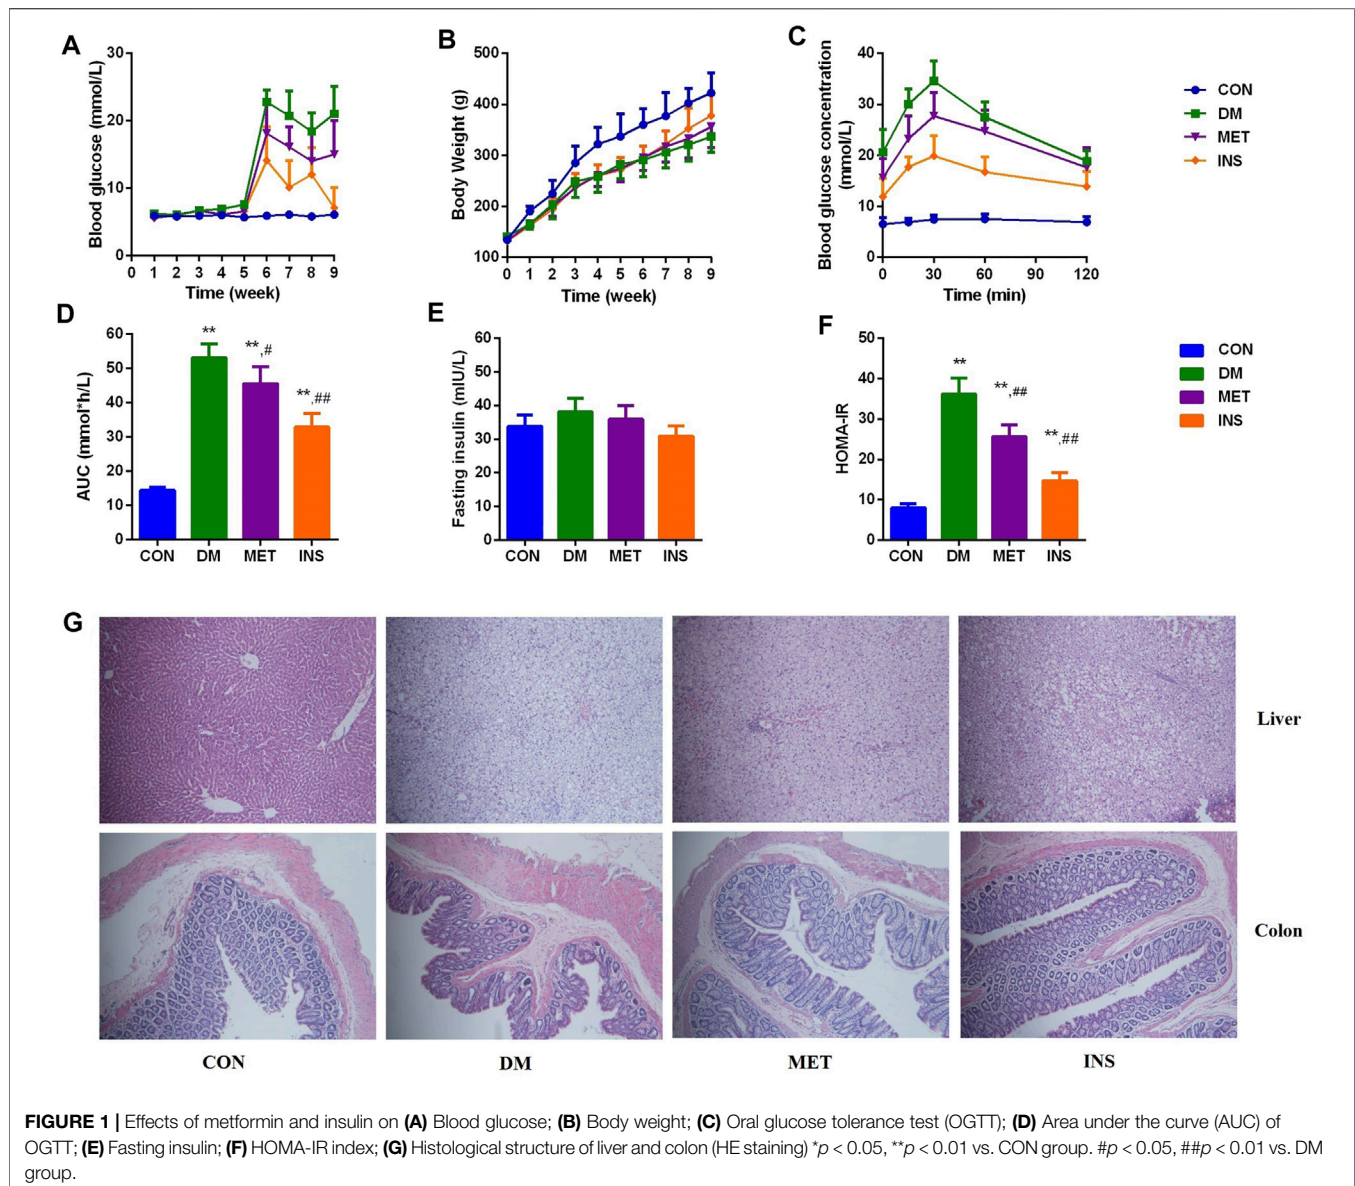 A
Blood glucose (mmol/L)
30
20
10
0
0 1 2 3 4 5 6 7 8 9
Time (week)
B
Body Weight (g)
500
400
300
200
100
0 1 2 3 4 5 6 7 8 9
Time (week)
C
Blood glucose concentration
(mmol/L)
40
30
20
10
0
0 30 60 90 120
Time (min)
CON
DM
MET
INS
D
AUC (mmol*h/L)
60
50
40
30
20
10
0
**
**,#
**,##
CON DM MET INS
E
Fasting insulin (mIU/L)
60
50
40
30
20
10
0
CON DM MET INS
F
HOMA-IR
50
40
30
20
10
0
**
**,##
**,##
CON DM MET INS
CON
DM
MET
INS
G
Liver
Colon
CON DM MET INS
FIGURE 1 | Effects of metformin and insulin on (A) Blood glucose; (B) Body weight; (C) Oral glucose tolerance test (OGTT); (D) Area under the curve (AUC) of
OGTT; (E) Fasting insulin; (F) HOMA-IR index; (G) Histological structure of liver and colon (HE staining) *p < 0.05, **p < 0.01 vs. CON group. #p < 0.05, ##p < 0.01 vs. DM
group.